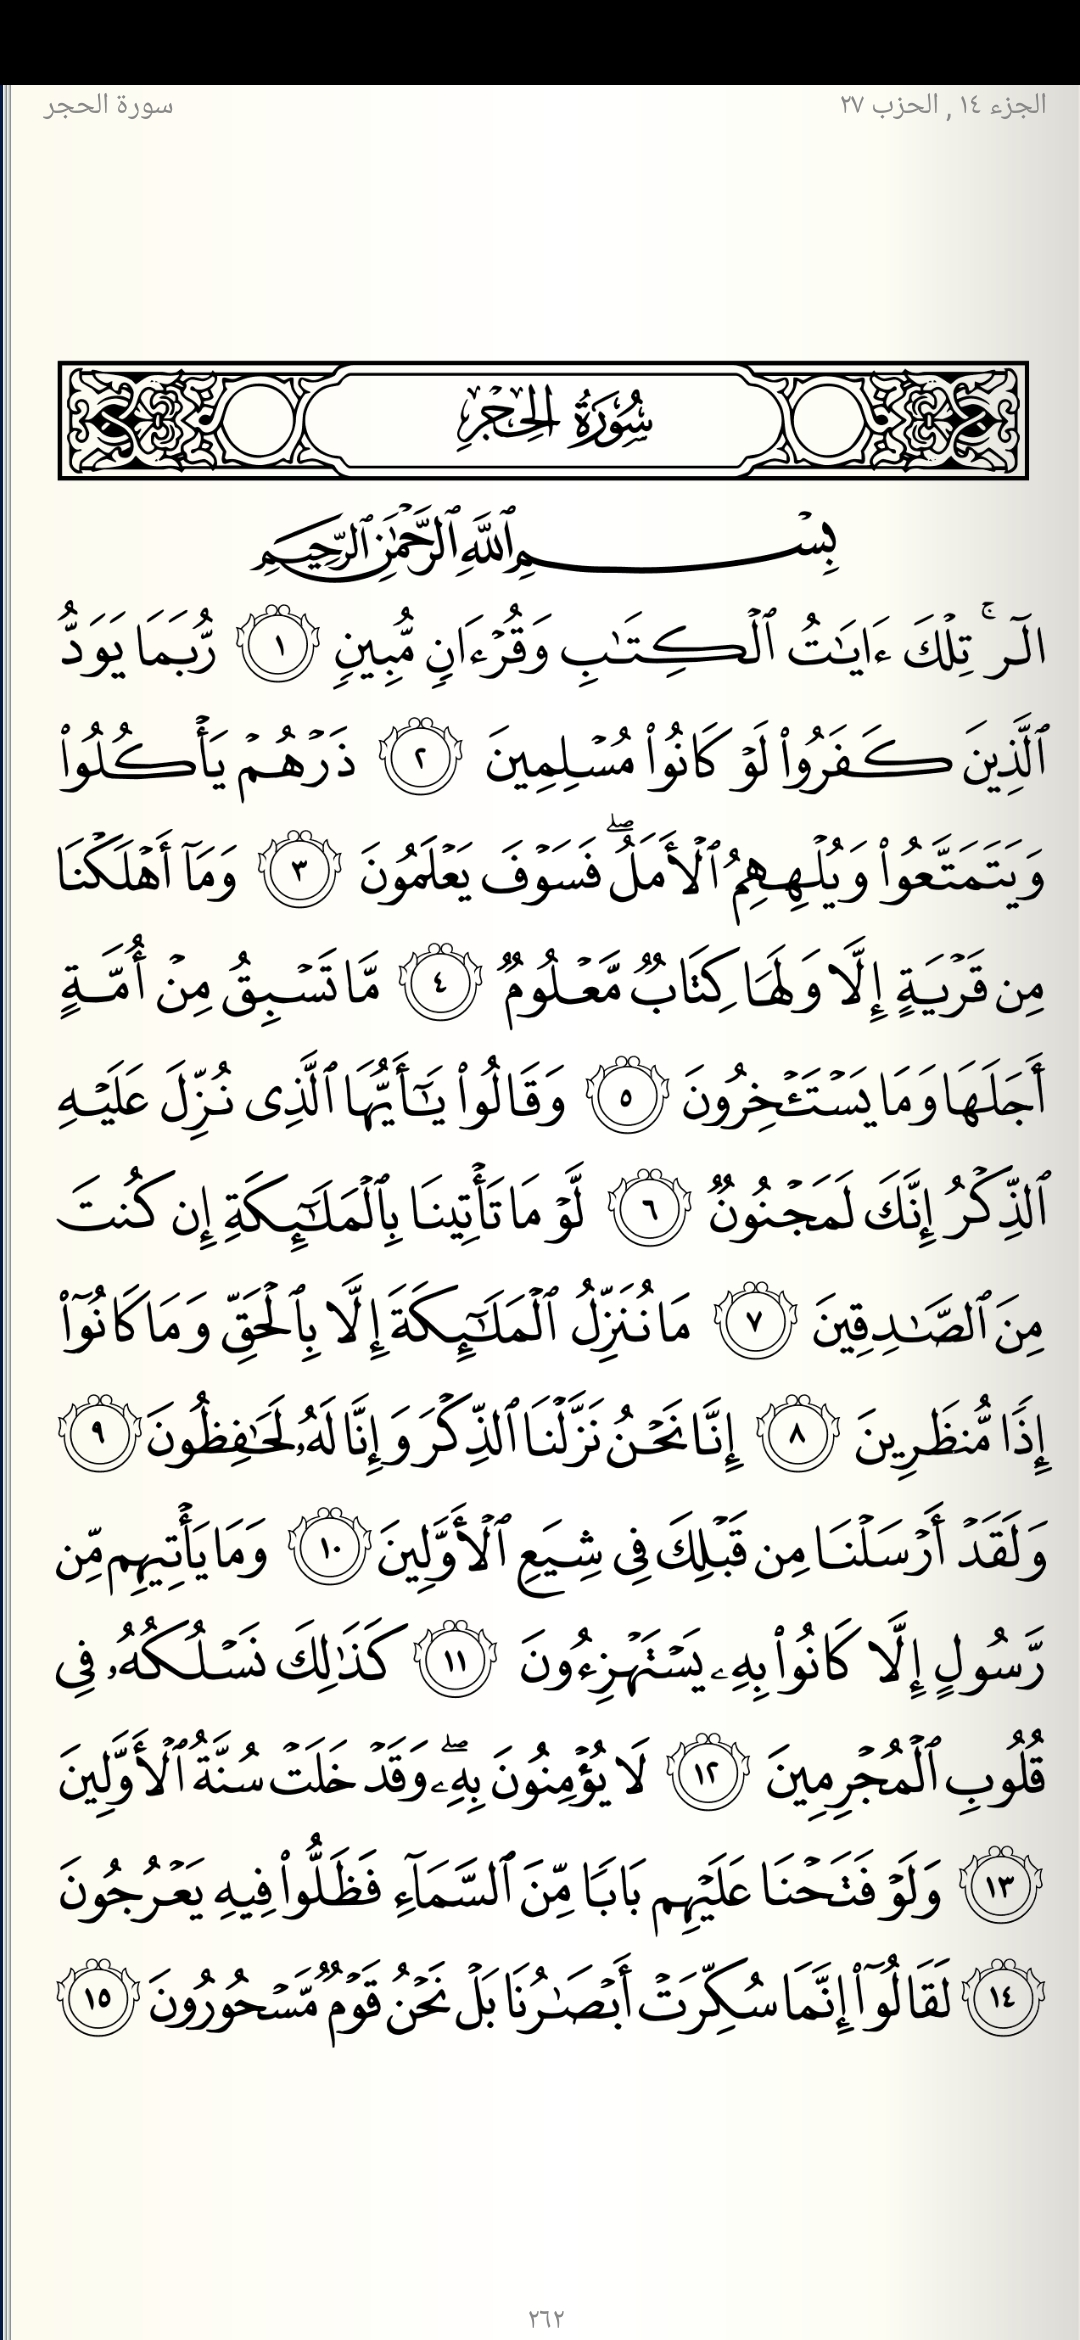 الجزء ١٤ , الحزب ٢٧
سورة الحجر
سُورَةُ الحِجْرِ
بِسْمِ ٱللَّهِ ٱلرَّحْمَٰنِ ٱلرَّحِيمِ
الٓرۚ تِلْكَ ءَايَٰتُ ٱلْكِتَٰبِ وَقُرْءَانٍ مُّبِينٍ ١ رُّبَمَا يَوَدُّ
ٱلَّذِينَ كَفَرُوا۟ لَوْ كَانُوا۟ مُسْلِمِينَ ٢ ذَرْهُمْ يَأْكُلُوا۟
وَيَتَمَتَّعُوا۟ وَيُلْهِهِمُ ٱلْأَمَلُۖ فَسَوْفَ يَعْلَمُونَ ٣ وَمَآ أَهْلَكْنَا
مِن قَرْيَةٍ إِلَّا وَلَهَا كِتَابٌ مَّعْلُومٌ ٤ مَّا تَسْبِقُ مِنْ أُمَّةٍ
أَجَلَهَا وَمَا يَسْتَـْٔخِرُونَ ٥ وَقَالُوا۟ يَٰٓأَيُّهَا ٱلَّذِى نُزِّلَ عَلَيْهِ
ٱلذِّكْرُ إِنَّكَ لَمَجْنُونٌ ٦ لَّوْ مَا تَأْتِينَا بِٱلْمَلَٰٓئِكَةِ إِن كُنتَ
مِنَ ٱلصَّٰدِقِينَ ٧ مَا نُنَزِّلُ ٱلْمَلَٰٓئِكَةَ إِلَّا بِٱلْحَقِّ وَمَا كَانُوٓا۟
إِذًا مُّنظَرِينَ ٨ إِنَّا نَحْنُ نَزَّلْنَا ٱلذِّكْرَ وَإِنَّا لَهُۥ لَحَٰفِظُونَ ٩
وَلَقَدْ أَرْسَلْنَا مِن قَبْلِكَ فِى شِيَعِ ٱلْأَوَّلِينَ ١٠ وَمَا يَأْتِيهِم مِّن
رَّسُولٍ إِلَّا كَانُوا۟ بِهِۦ يَسْتَهْزِءُونَ ١١ كَذَٰلِكَ نَسْلُكُهُۥ فِى
قُلُوبِ ٱلْمُجْرِمِينَ ١٢ لَا يُؤْمِنُونَ بِهِۦۖ وَقَدْ خَلَتْ سُنَّةُ ٱلْأَوَّلِينَ
١٣ وَلَوْ فَتَحْنَا عَلَيْهِم بَابًا مِّنَ ٱلسَّمَآءِ فَظَلُّوا۟ فِيهِ يَعْرُجُونَ
١٤ لَقَالُوٓا۟ إِنَّمَا سُكِّرَتْ أَبْصَٰرُنَا بَلْ نَحْنُ قَوْمٌ مَّسْحُورُونَ ١٥
٢٦٢